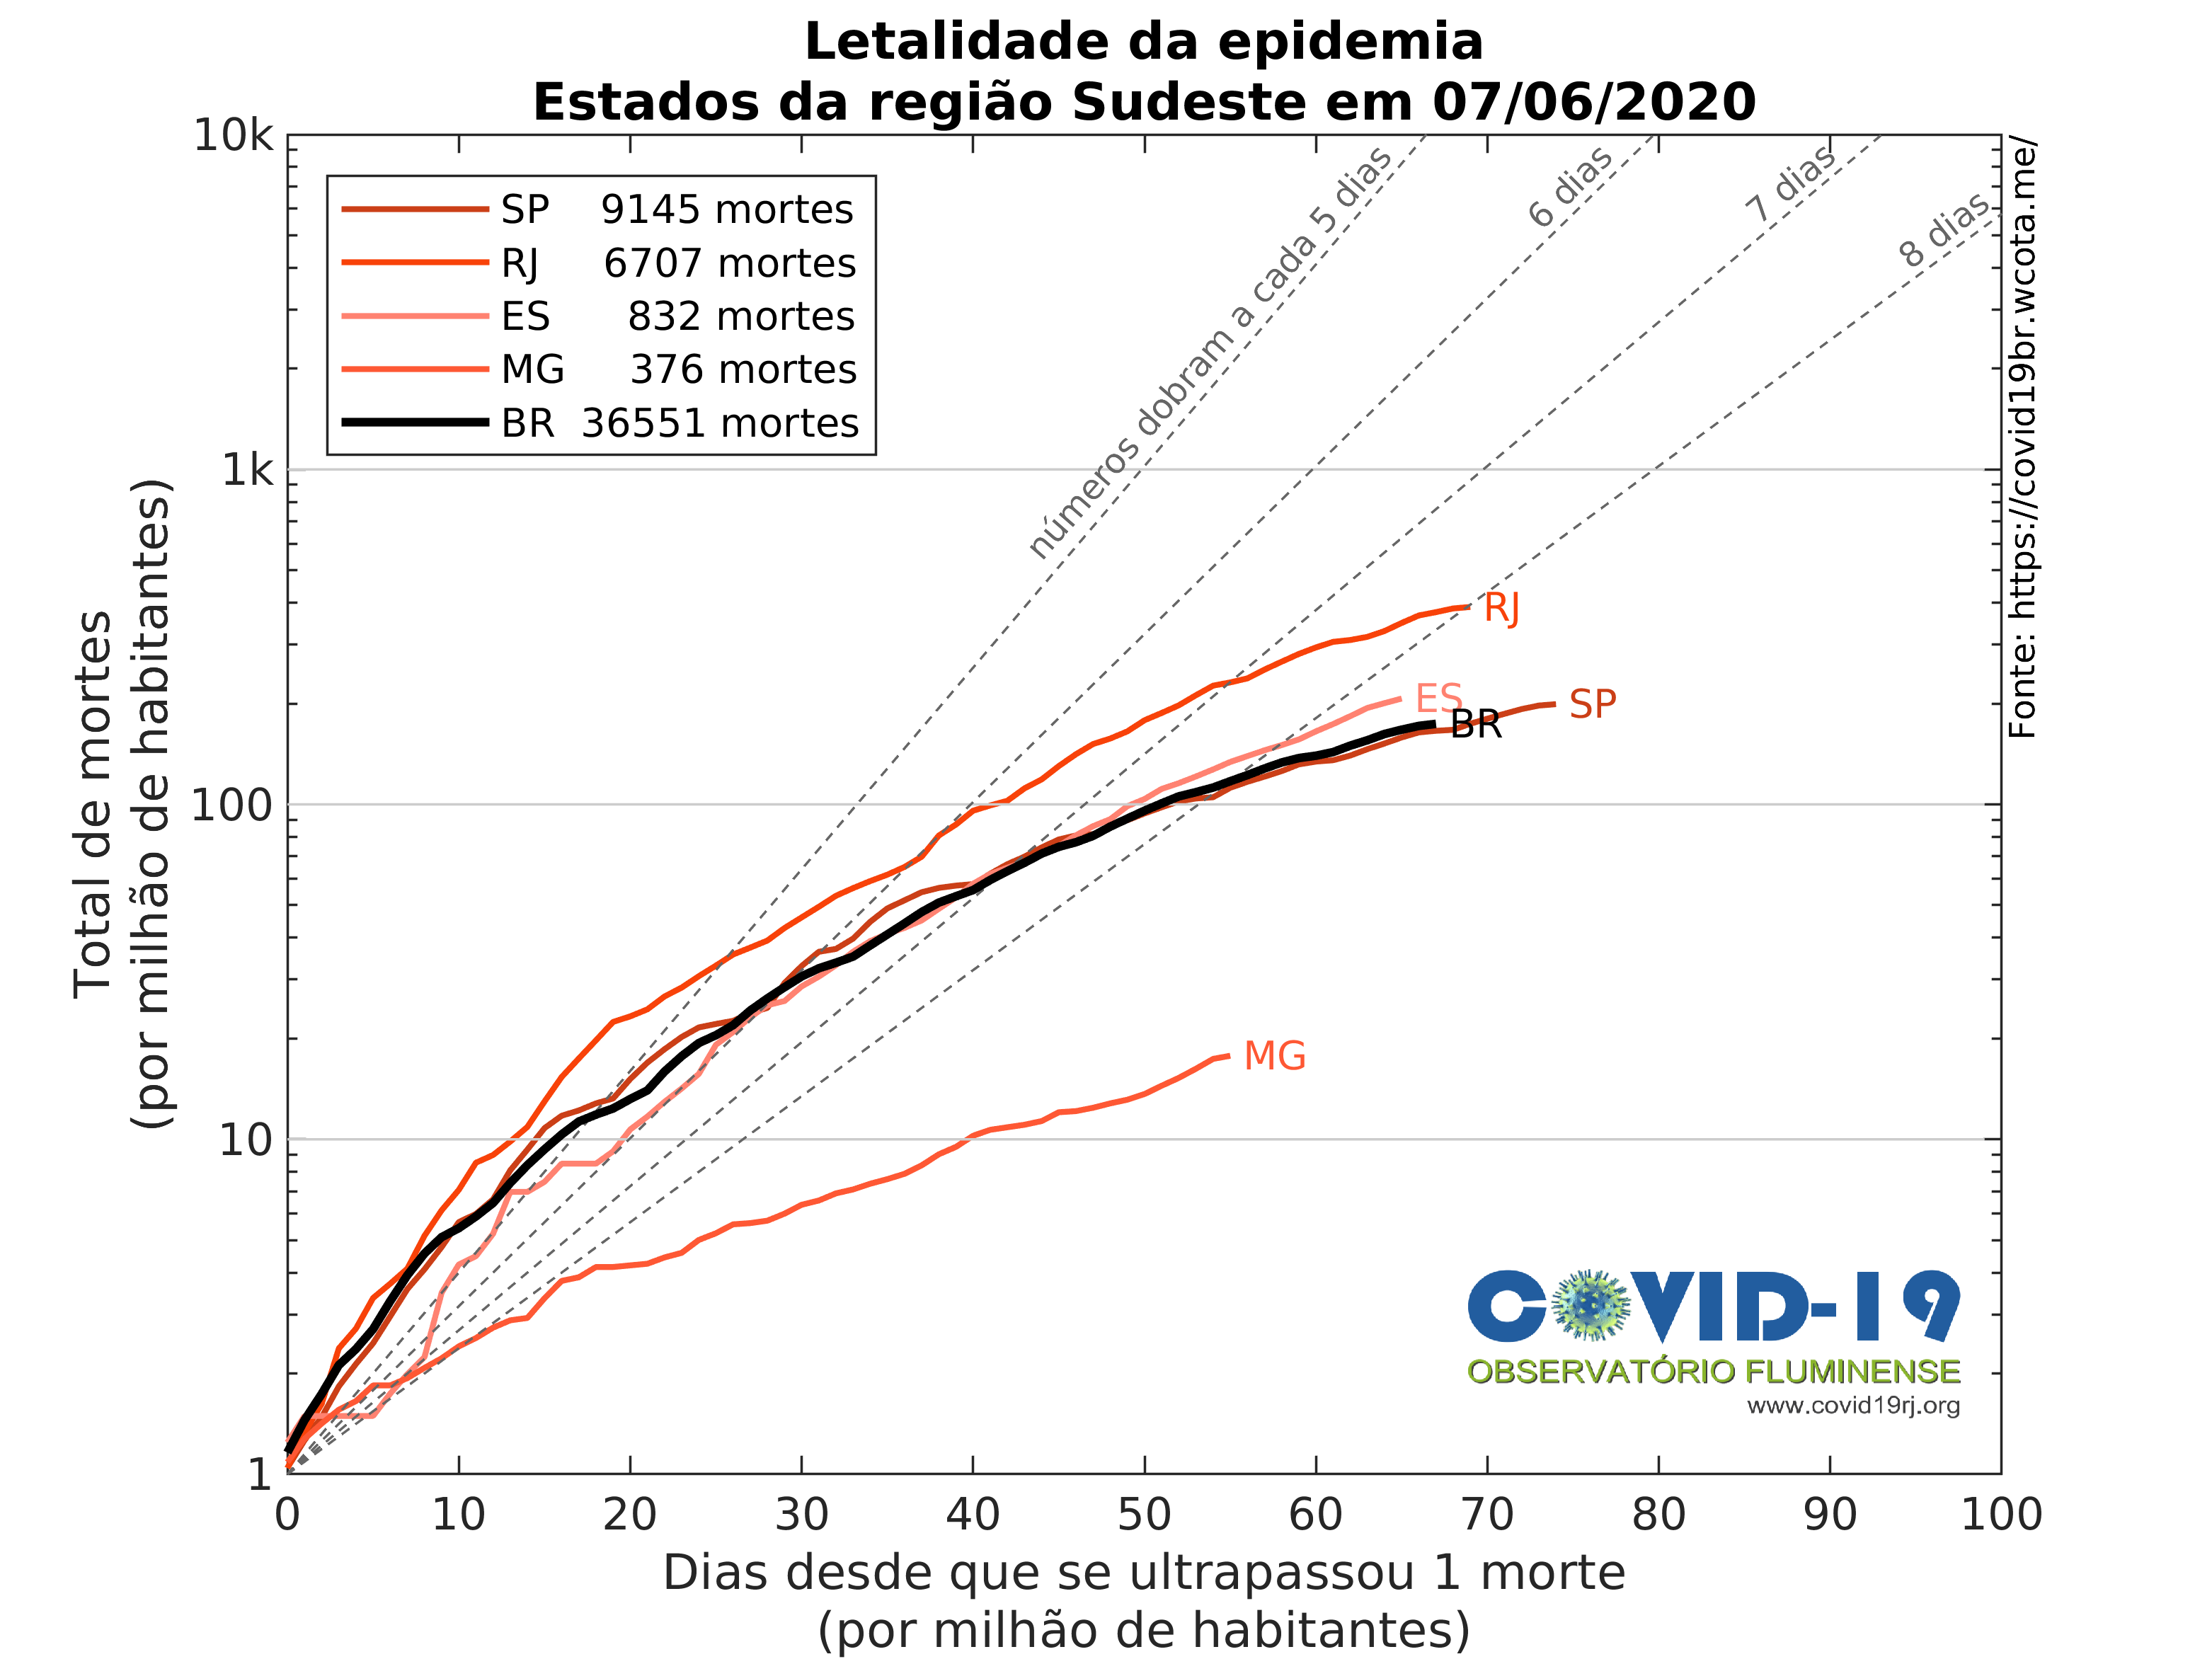 Letalidade da epidemia
Estados da região Sudeste em 07/06/2020
10k
1k
100
10
1
Total de mortes
(por milhão de habitantes)
SP 9145 mortes
RJ 6707 mortes
ES 832 mortes
MG 376 mortes
BR 36551 mortes
números dobram a cada 5 dias
6 dias
7 dias
8 dias
RJ
ES
SP
BR
MG
Fonte: https://covid19br.wcota.me/
COVID-19
OBSERVATÓRIO FLUMINENSE
www.covid19rj.org
0 10 20 30 40 50 60 70 80 90 100
Dias desde que se ultrapassou 1 morte
(por milhão de habitantes)